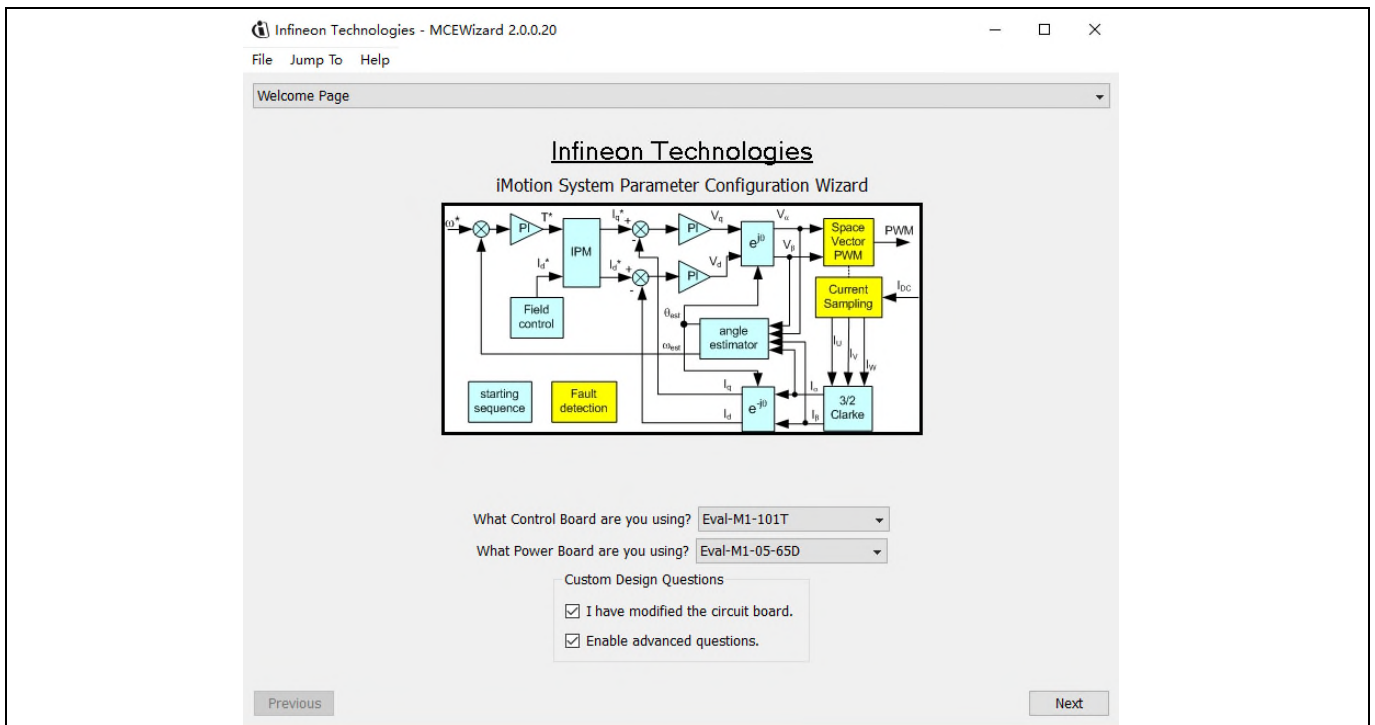 Infineon Technologies - MCEWizard 2.0.0.20
File Jump To Help
Welcome Page
Infineon Technologies
iMotion System Parameter Configuration Wizard
ω* PI T* Iq* + PI Vq Vα Space Vector PWM PWM
IPM ejθ Vβ
Id* Id* + Vd
- PI Current Sampling IDC
Field control
θest angle estimator
ωest IU IV IW
starting sequence Fault detection Iq Iα
Id e-jθ Iβ 3/2 Clarke
What Control Board are you using? Eval-M1-101T
What Power Board are you using? Eval-M1-05-65D
Custom Design Questions
I have modified the circuit board.
Enable advanced questions.
Previous Next